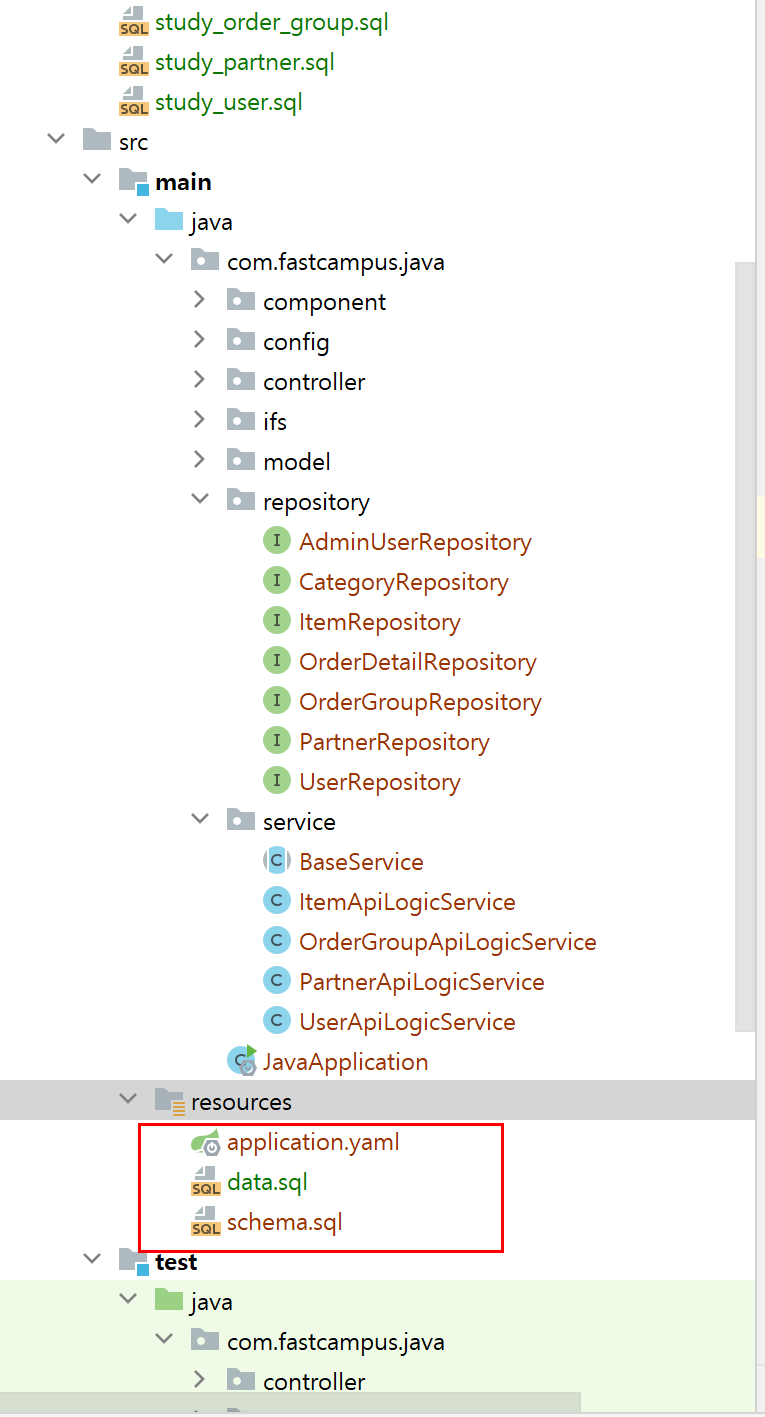 SQL study_order_group.sql
SQL study_partner.sql
SQL study_user.sql
src
main
java
com.fastcampus.java
component
config
controller
ifs
model
repository
I AdminUserRepository
I CategoryRepository
I ItemRepository
I OrderDetailRepository
I OrderGroupRepository
I PartnerRepository
I UserRepository
service
C BaseService
C ItemApiLogicService
C OrderGroupApiLogicService
C PartnerApiLogicService
C UserApiLogicService
C JavaApplication
resources
application.yaml
SQL data.sql
SQL schema.sql
test
java
com.fastcampus.java
controller